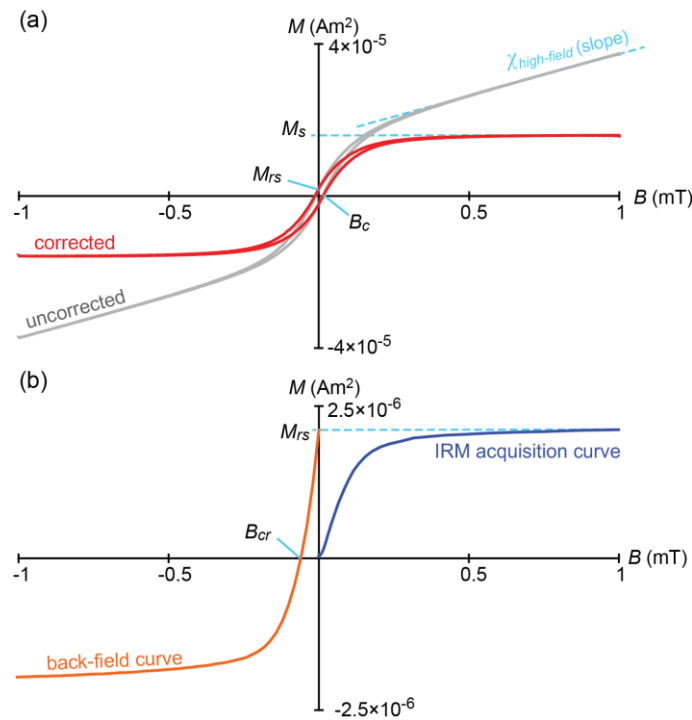 (a)
M (Am²)
4×10⁻⁵
χhigh-field (slope)
Ms
Mrs
-1
-0.5
0.5
1
B (mT)
Bc
corrected
uncorrected
-4×10⁻⁵
(b)
M (Am²)
2.5×10⁻⁶
Mrs
IRM acquisition curve
Bcr
-1
-0.5
0.5
1
B (mT)
back-field curve
-2.5×10⁻⁶